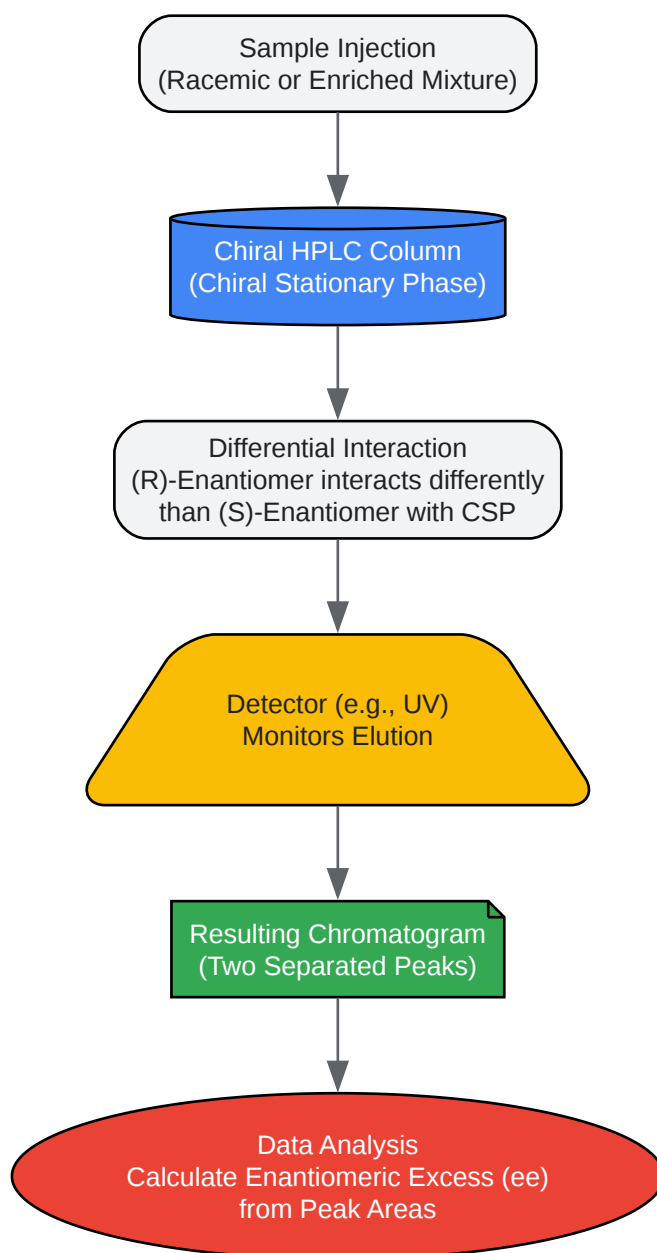 Sample Injection
(Racemic or Enriched Mixture)
Chiral HPLC Column
(Chiral Stationary Phase)
Differential Interaction
(R)-Enantiomer interacts differently
than (S)-Enantiomer with CSP
Detector (e.g., UV)
Monitors Elution
Resulting Chromatogram
(Two Separated Peaks)
Data Analysis
Calculate Enantiomeric Excess (ee)
from Peak Areas